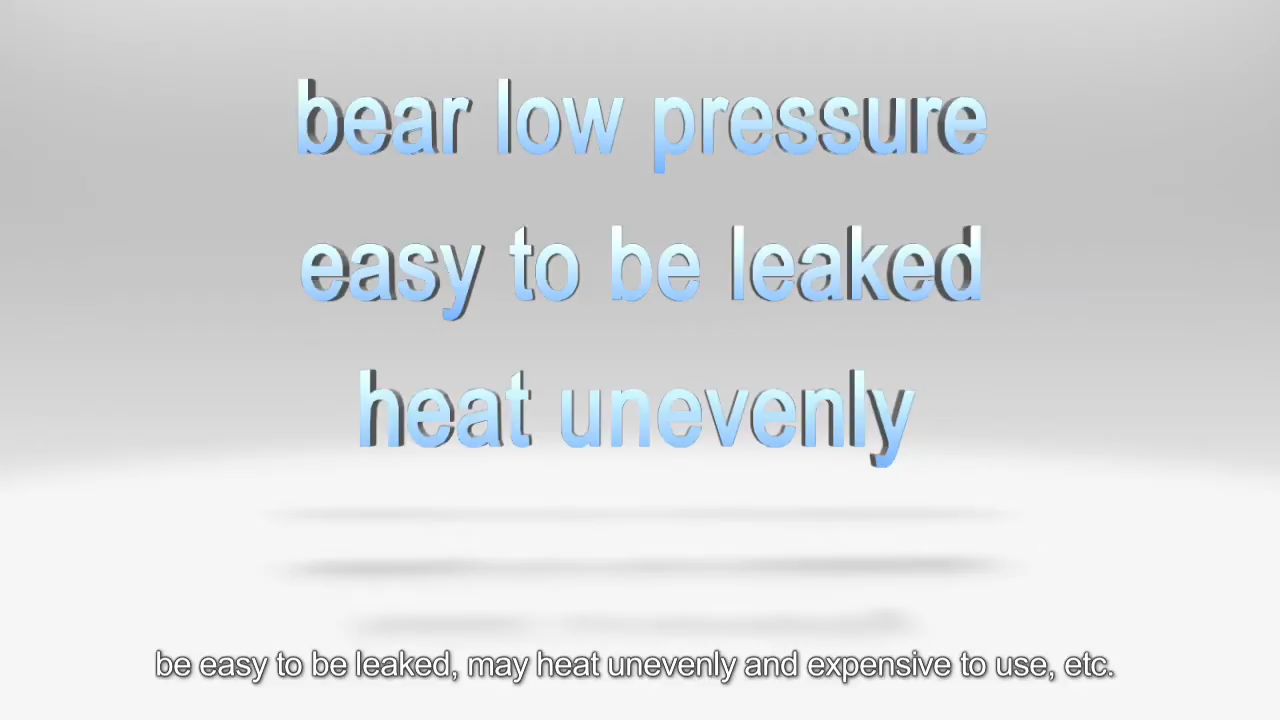 bear low pressure
easy to be leaked
heat unevenly
be easy to be leaked, may heat unevenly and expensive to use, etc.